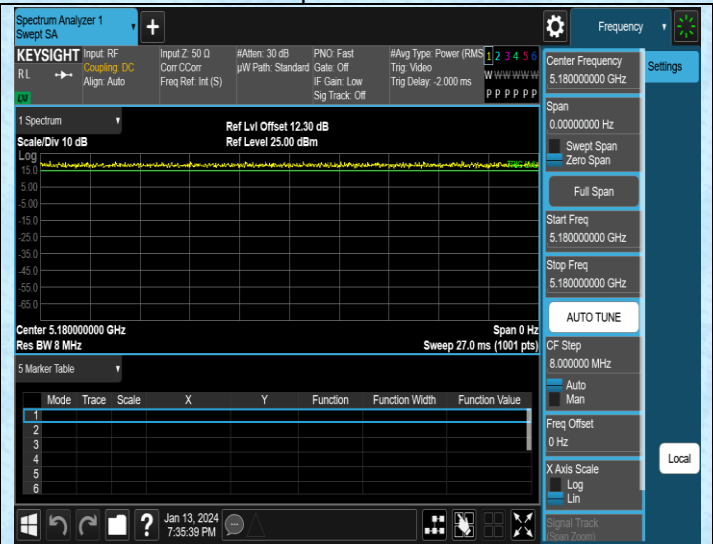 Spectrum Analyzer 1
Swept SA
+
Frequency
KEYSIGHT
RL
LXI
Input: RF
Coupling: DC
Align: Auto
Input Z: 50 Ω
Corr CCorr
Freq Ref: Int (S)
#Atten: 30 dB
µW Path: Standard
PNO: Fast
Gate: Off
IF Gain: Low
Sig Track: Off
#Avg Type: Power (RMS
Trig: Video
Trig Delay: -2.000 ms
1 2 3 4 5 6
W W W W W W
P P P P P P
1 Spectrum
Scale/Div 10 dB
Ref Lvl Offset 12.30 dB
Ref Level 25.00 dBm
Log
15.0
5.00
-5.00
-15.0
-25.0
-35.0
-45.0
-55.0
-65.0
Center 5.180000000 GHz
Res BW 8 MHz
Span 0 Hz
Sweep 27.0 ms (1001 pts)
5 Marker Table
Mode Trace Scale X Y Function Function Width Function Value
1
2
3
4
5
6
?
Jan 13, 2024
7:35:39 PM
Center Frequency
5.180000000 GHz
Span
0.00000000 Hz
Swept Span
Zero Span
Full Span
Start Freq
5.180000000 GHz
Stop Freq
5.180000000 GHz
AUTO TUNE
CF Step
8.000000 MHz
Auto
Man
Freq Offset
0 Hz
X Axis Scale
Log
Lin
Signal Track
(Span Zoom)
Settings
Local